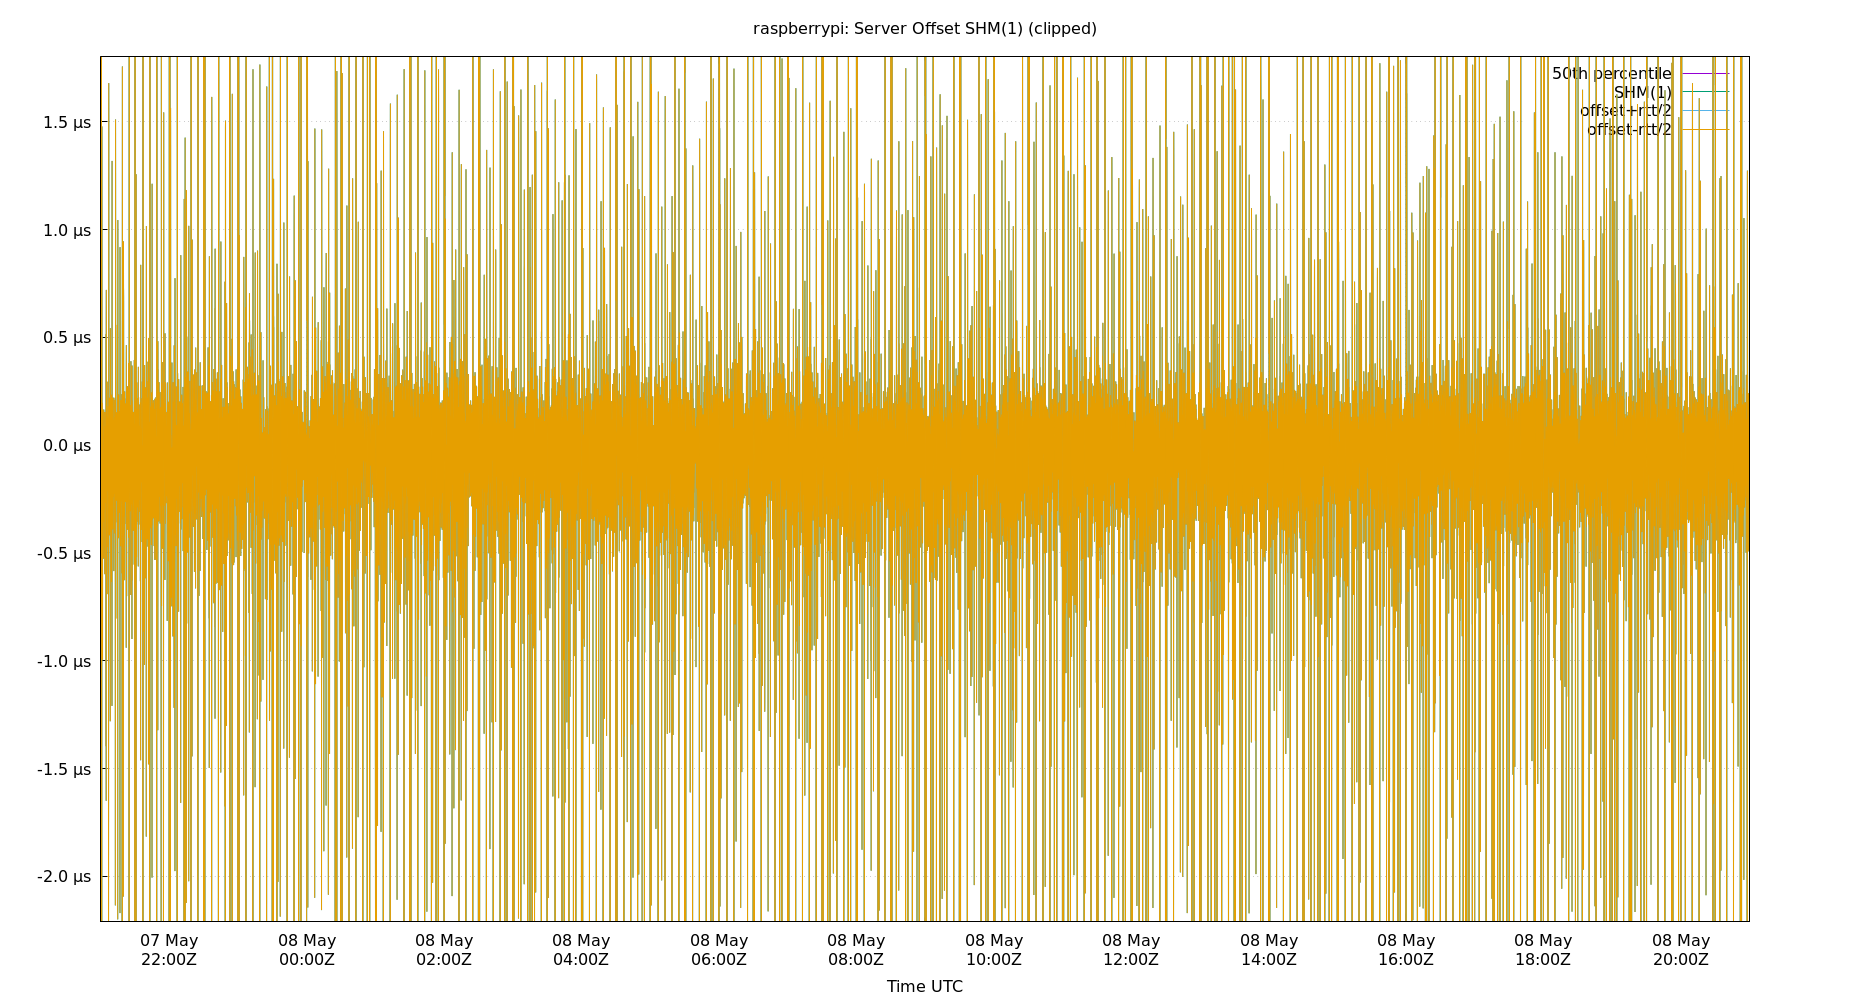 raspberrypi: Server Offset SHM(1) (clipped)
50th percentile
SHM(1)
offset+rtt/2
offset-rtt/2
1.5 µs
1.0 µs
0.5 µs
0.0 µs
-0.5 µs
-1.0 µs
-1.5 µs
-2.0 µs
07 May 08 May 08 May 08 May 08 May 08 May 08 May 08 May 08 May 08 May 08 May 08 May
22:00Z 00:00Z 02:00Z 04:00Z 06:00Z 08:00Z 10:00Z 12:00Z 14:00Z 16:00Z 18:00Z 20:00Z
Time UTC